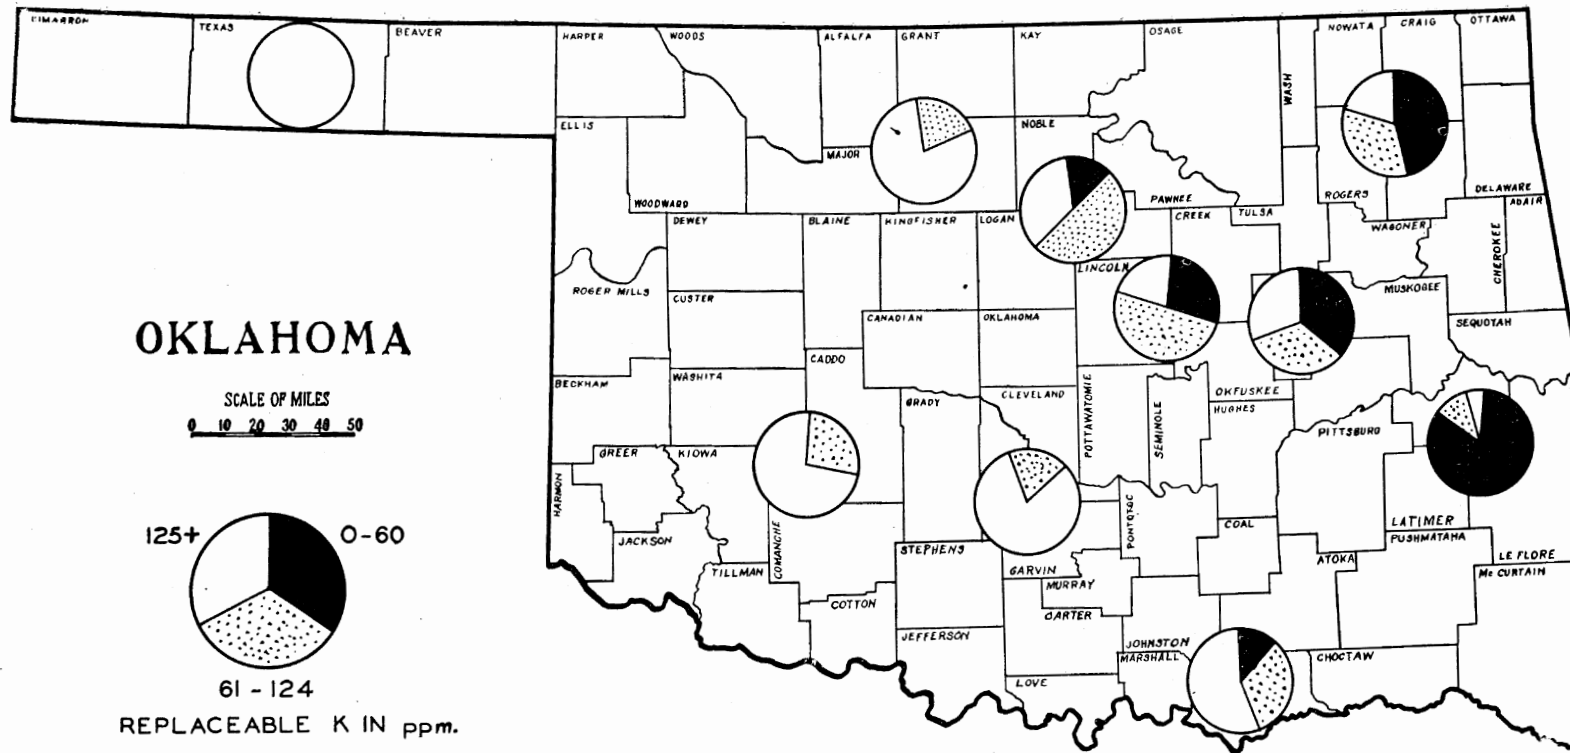 CIMARRON
TEXAS
BEAVER
HARPER
WOODS
ALFALFA
GRANT
KAY
OSAGE
WASH
NOWATA
CRAIG
OTTAWA
ELLIS
MAJOR
NOBLE
WOODWARD
PAWNEE
ROGERS
DELAWARE
ADAIR
DEWEY
BLAINE
KINGFISHER
LOGAN
CREEK
TULSA
WAGONER
CHEROKEE
LINCOLN
ROGER MILLS
CUSTER
CANADIAN
OKLAHOMA
MUSKOGEE
SEQUOYAH
OKLAHOMA
SCALE OF MILES
0 10 20 30 40 50
BECKHAM
WASHITA
CADDO
GRADY
CLEVELAND
POTTAWATOMIE
SEMINOLE
OKFUSKEE
HUGHES
PITTSBURG
GREER
KIOWA
HARMON
JACKSON
TILLMAN
COMANCHE
STEPHENS
GARVIN
PONTOTOC
COAL
ATOKA
LATIMER
PUSHMATAHA
LE FLORE
Mc CURTAIN
MURRAY
CARTER
COTTON
JEFFERSON
JOHNSTON
MARSHALL
LOVE
CHOCTAW
125+
0-60
61-124
REPLACEABLE K IN ppm.